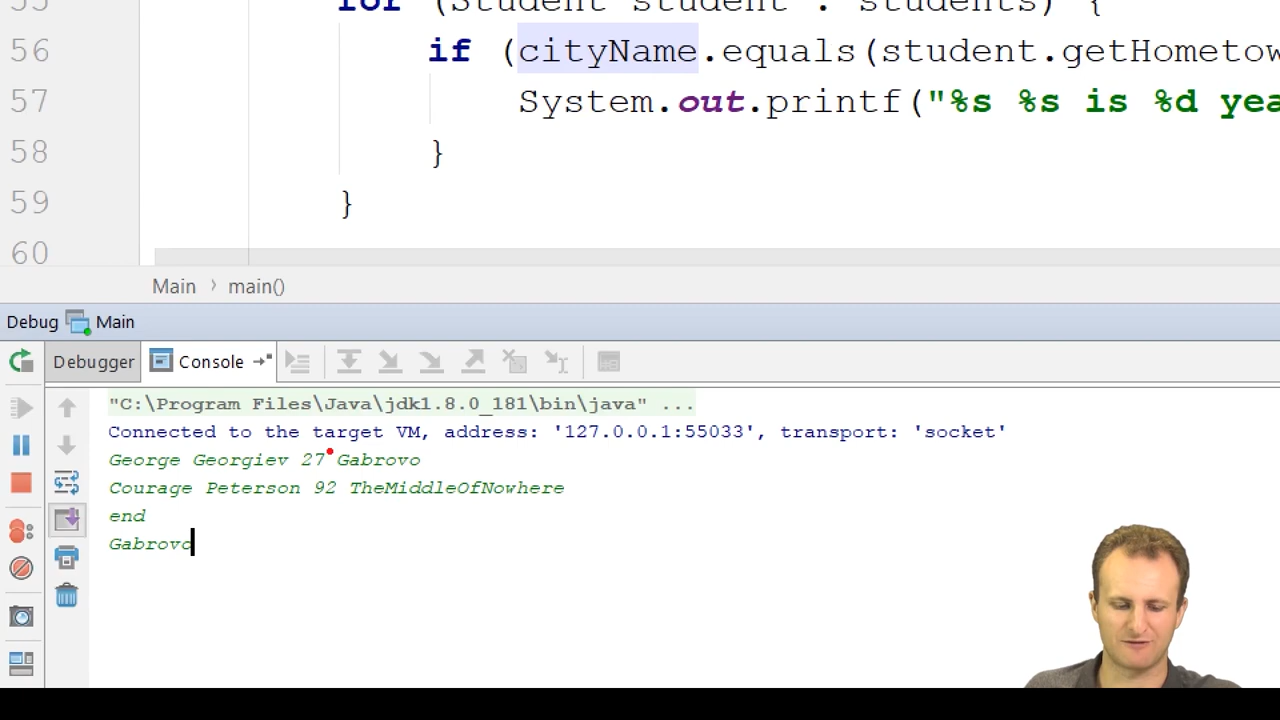 55 for (Student student : students) {
56 if (cityName.equals(student.getHometow
57 System.out.printf("%s %s is %d yea
58 }
59 }
60
Main › main()
Debug Main
Debugger Console
"C:\Program Files\Java\jdk1.8.0_181\bin\java" ...
Connected to the target VM, address: '127.0.0.1:55033', transport: 'socket'
George Georgiev 27 Gabrovo
Courage Peterson 92 TheMiddleOfNowhere
end
Gabrovo